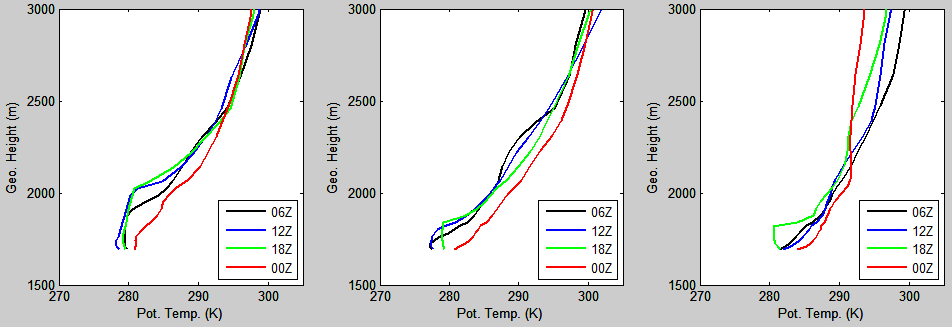 3000
2500
2000
1500
Geo. Height (m)
270 280 290 300
Pot. Temp. (K)
06Z
12Z
18Z
00Z
3000
2500
2000
1500
Geo. Height (m)
270 280 290 300
Pot. Temp. (K)
06Z
12Z
18Z
00Z
3000
2500
2000
1500
Geo. Height (m)
270 280 290 300
Pot. Temp. (K)
06Z
12Z
18Z
00Z